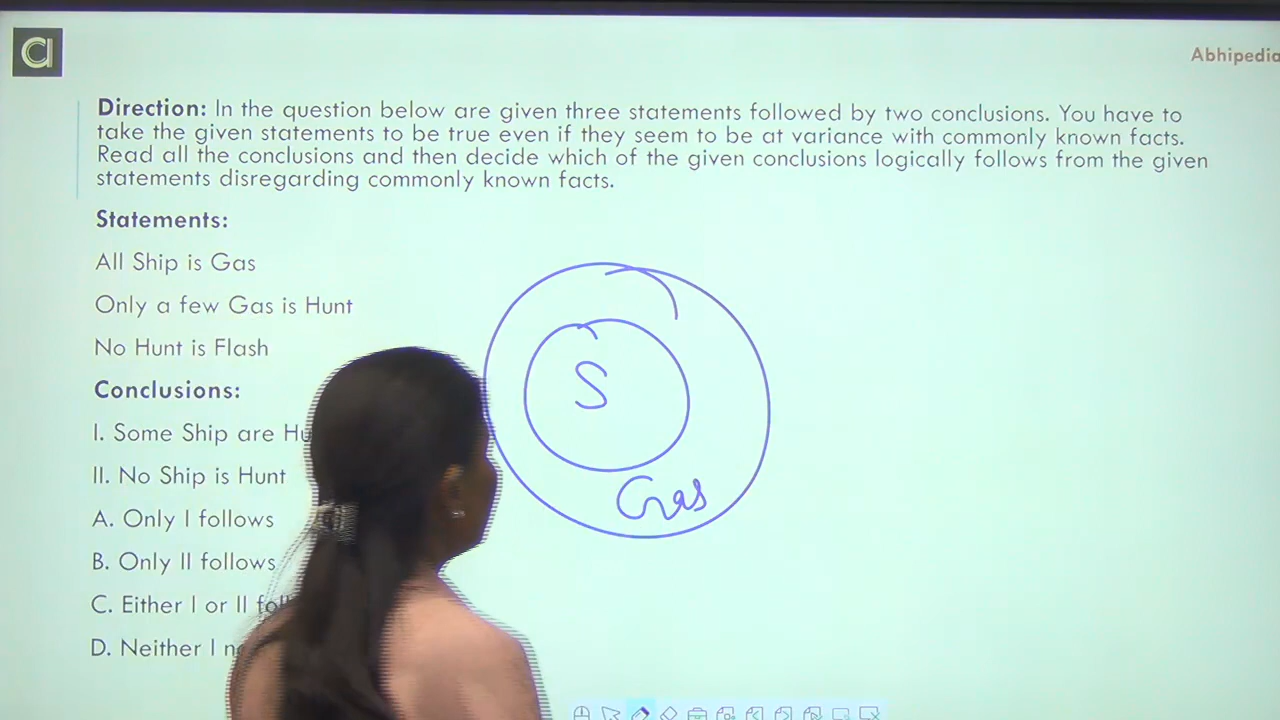 Abhipedia
Direction: In the question below are given three statements followed by two conclusions. You have to
take the given statements to be true even if they seem to be at variance with commonly known facts.
Read all the conclusions and then decide which of the given conclusions logically follows from the given
statements disregarding commonly known facts.
Statements:
All Ship is Gas
Only a few Gas is Hunt
No Hunt is Flash
Conclusions:
I. Some Ship are
II. No Ship is Hunt
A. Only I follows
B. Only II follows
C. Either I or II
D. Neither I
S
Gas